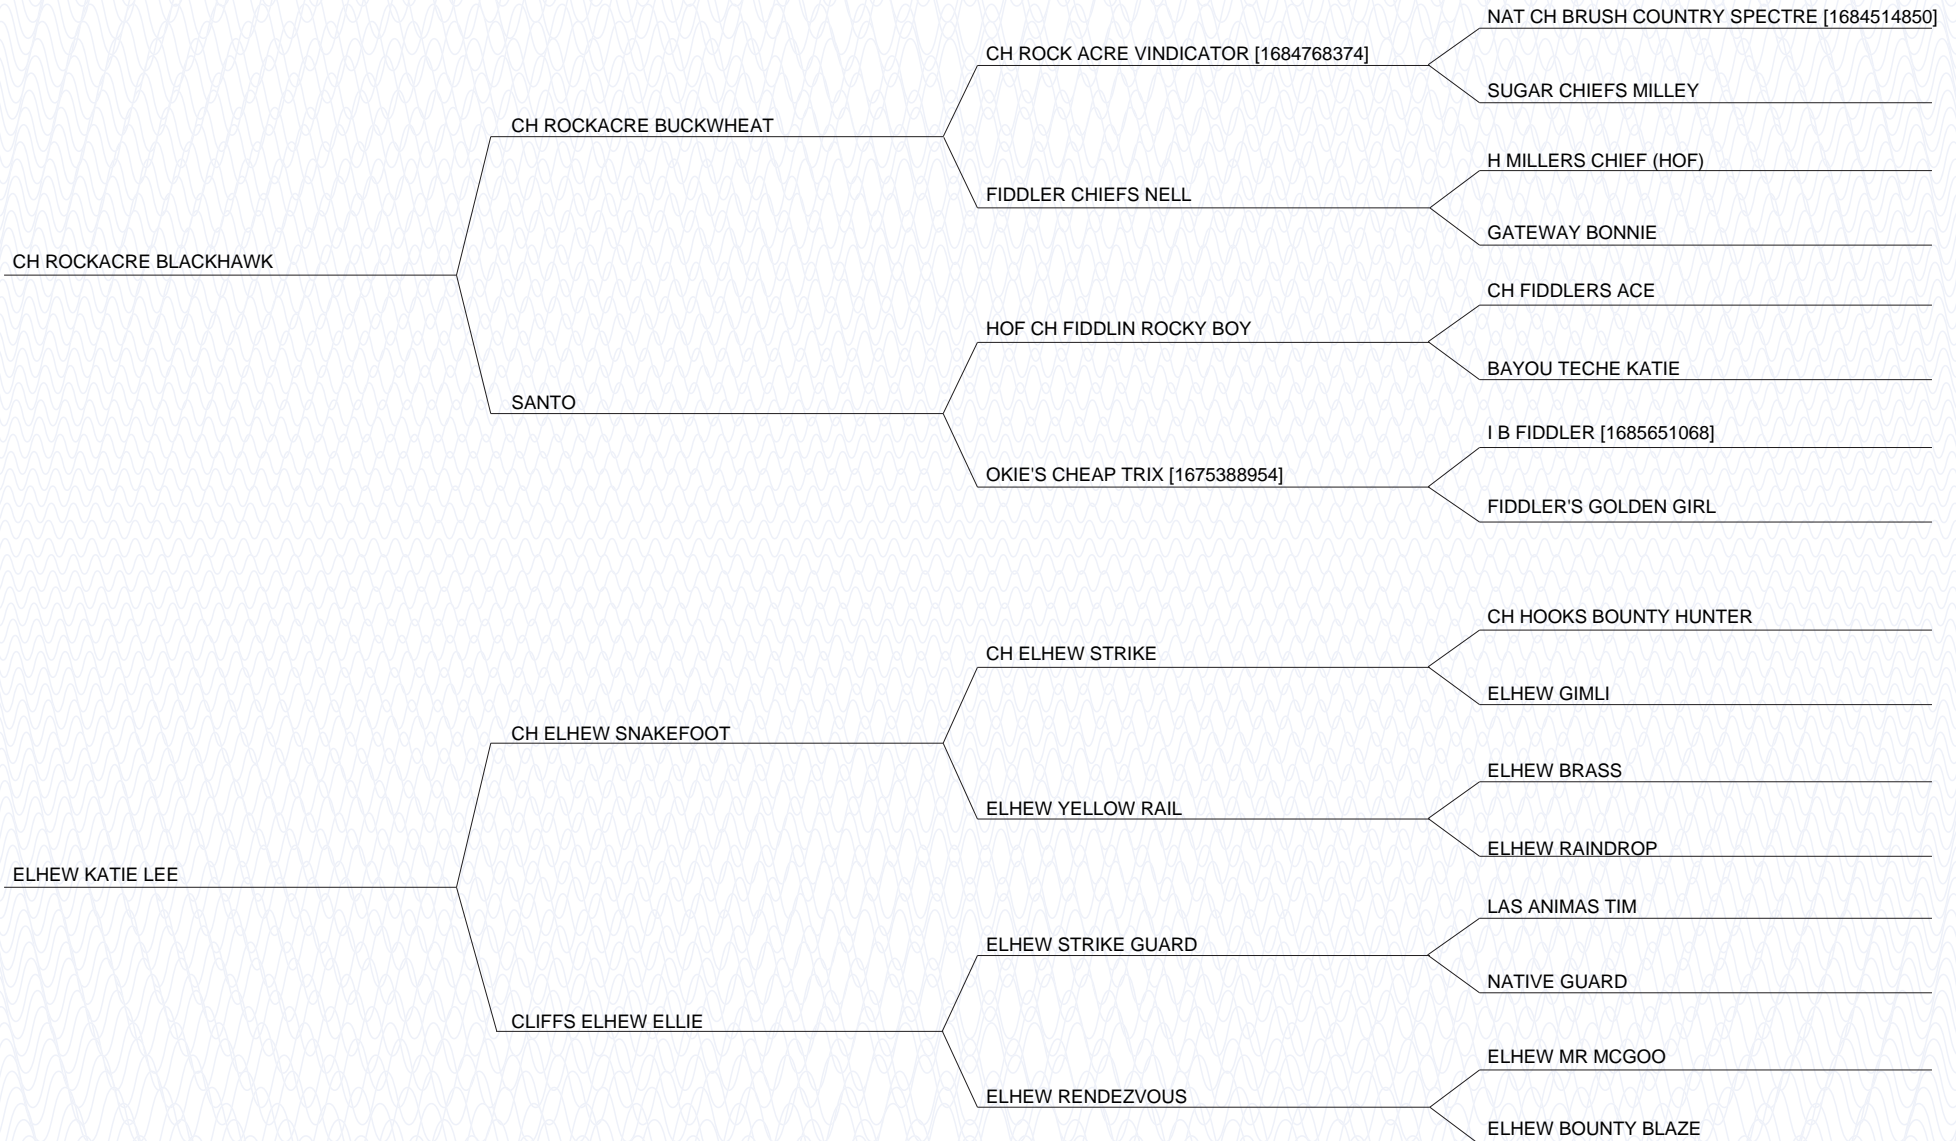 NAT CH BRUSH COUNTRY SPECTRE [1684514850]
CH ROCK ACRE VINDICATOR [1684768374]
SUGAR CHIEFS MILLEY
CH ROCKACRE BUCKWHEAT
H MILLERS CHIEF (HOF)
FIDDLER CHIEFS NELL
GATEWAY BONNIE
CH ROCKACRE BLACKHAWK
CH FIDDLERS ACE
HOF CH FIDDLIN ROCKY BOY
BAYOU TECHE KATIE
SANTO
I B FIDDLER [1685651068]
OKIE'S CHEAP TRIX [1675388954]
FIDDLER'S GOLDEN GIRL
CH HOOKS BOUNTY HUNTER
CH ELHEW STRIKE
ELHEW GIMLI
CH ELHEW SNAKEFOOT
ELHEW BRASS
ELHEW YELLOW RAIL
ELHEW RAINDROP
ELHEW KATIE LEE
LAS ANIMAS TIM
ELHEW STRIKE GUARD
NATIVE GUARD
CLIFFS ELHEW ELLIE
ELHEW MR MCGOO
ELHEW RENDEZVOUS
ELHEW BOUNTY BLAZE